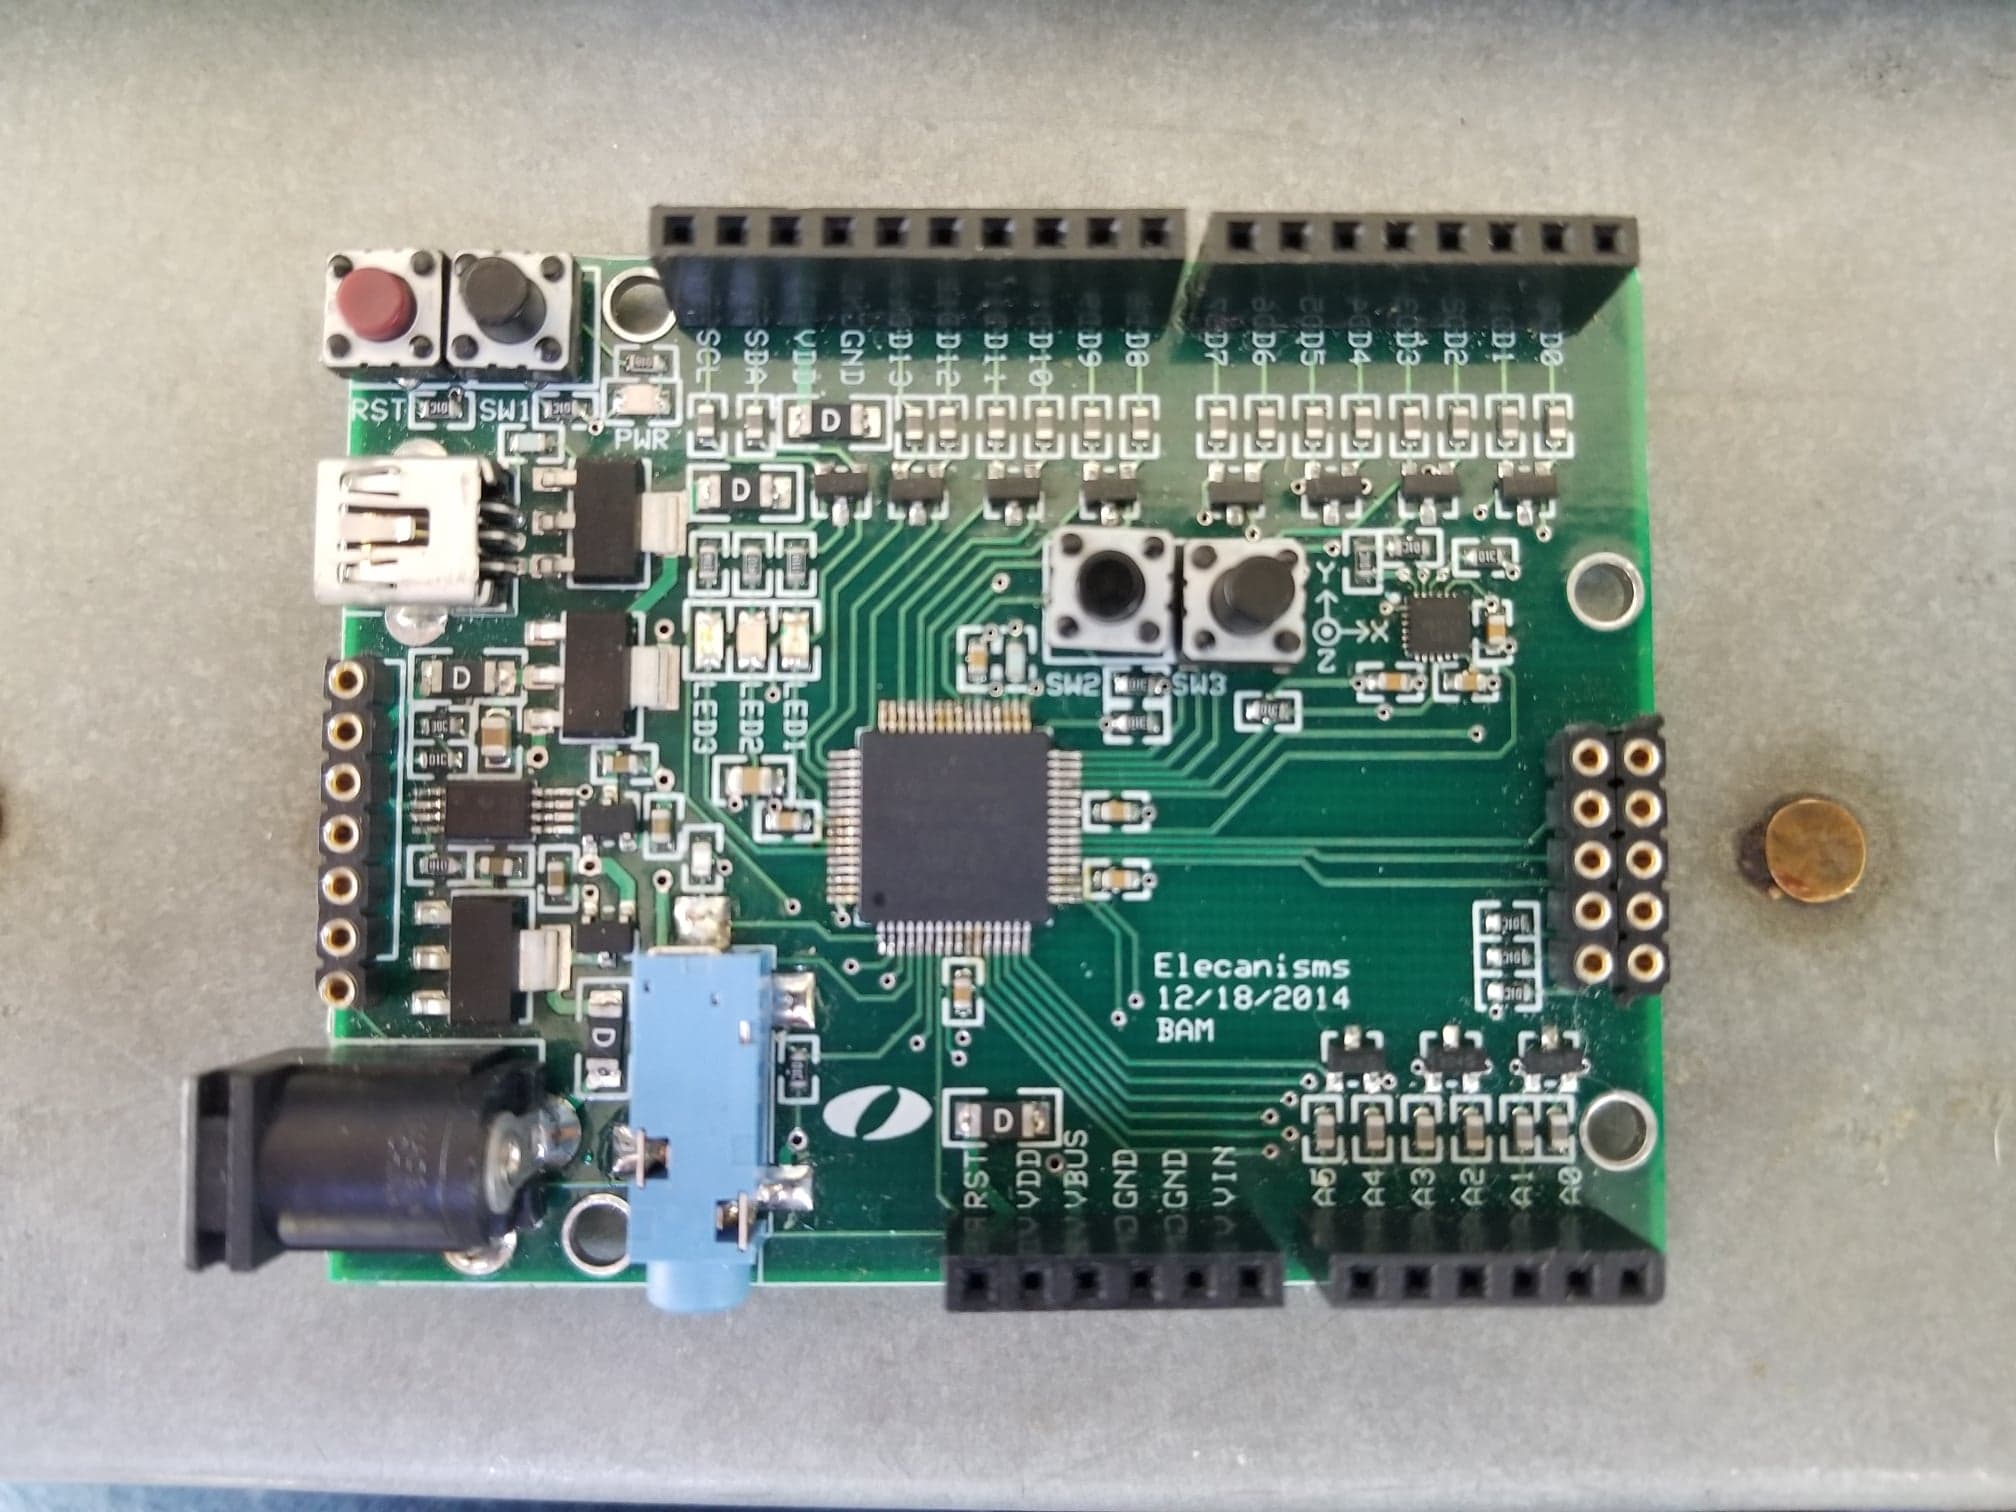 SCL
SDA
VDD
GND
D13
D12
D11
D10
D9
D8
D7
D6
D5
D4
D3
D2
D1
D0
RST
SW1
PWR
D
D
SW2
SW3
Y
X
Z
D
LED3
LED2
LED1
Elecanisms
12/18/2014
BAM
D
D
RST
VDD
VBUS
GND
GND
VIN
A5
A4
A3
A2
A1
A0